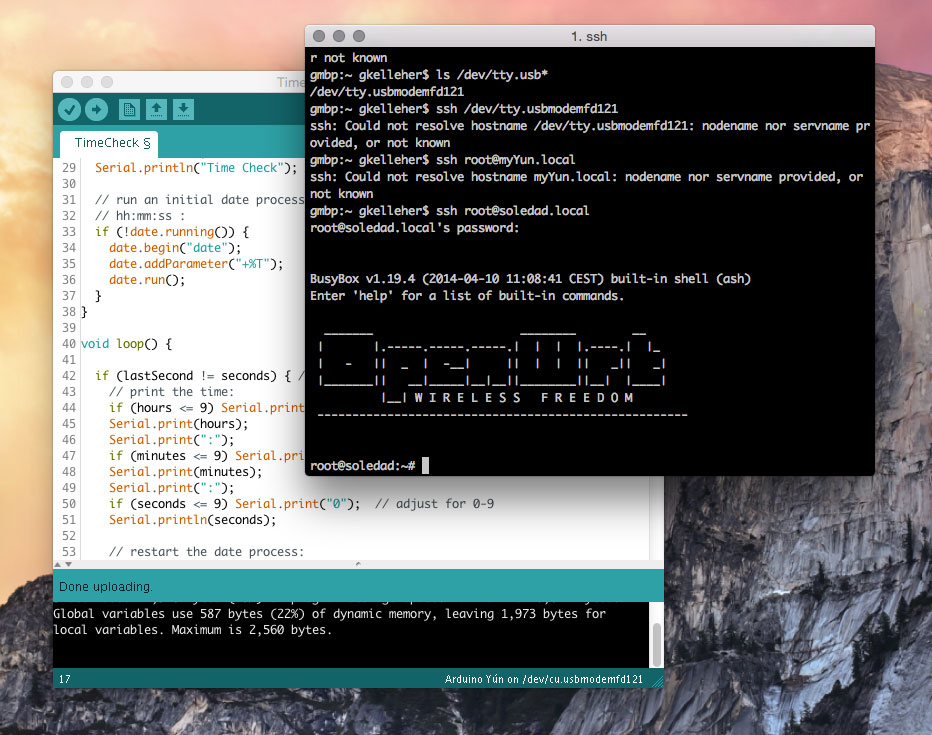 1. ssh
r not known
gmbp:~ gkelleher$ ls /dev/tty.usb*
/dev/tty.usbmodemfd121
gmbp:~ gkelleher$ ssh /dev/tty.usbmodemfd121
ssh: Could not resolve hostname /dev/tty.usbmodemfd121: nodename nor servname pr
ovided, or not known
gmbp:~ gkelleher$ ssh root@myYun.local
ssh: Could not resolve hostname myYun.local: nodename nor servname provided, or
not known
gmbp:~ gkelleher$ ssh root@soledad.local
root@soledad.local's password:
BusyBox v1.19.4 (2014-04-10 11:08:41 CEST) built-in shell (ash)
Enter 'help' for a list of built-in commands.
OpenWrt
W I R E L E S S   F R E E D O M
root@soledad:~#
Time
TimeCheck §
29 Serial.println("Time Check");
30
31 // run an initial date process
32 // hh:mm:ss :
33 if (!date.running()) {
34 date.begin("date");
35 date.addParameter("+%T");
36 date.run();
37 }
38 }
39
40 void loop() {
41
42 if (lastSecond != seconds) { /
43 // print the time:
44 if (hours <= 9) Serial.print
45 Serial.print(hours);
46 Serial.print(":");
47 if (minutes <= 9) Serial.pri
48 Serial.print(minutes);
49 Serial.print(":");
50 if (seconds <= 9) Serial.print("0");  // adjust for 0-9
51 Serial.println(seconds);
52
53 // restart the date process:
Done uploading.
Global variables use 587 bytes (22%) of dynamic memory, leaving 1,973 bytes for
local variables. Maximum is 2,560 bytes.
17 Arduino Yún on /dev/cu.usbmodemfd121